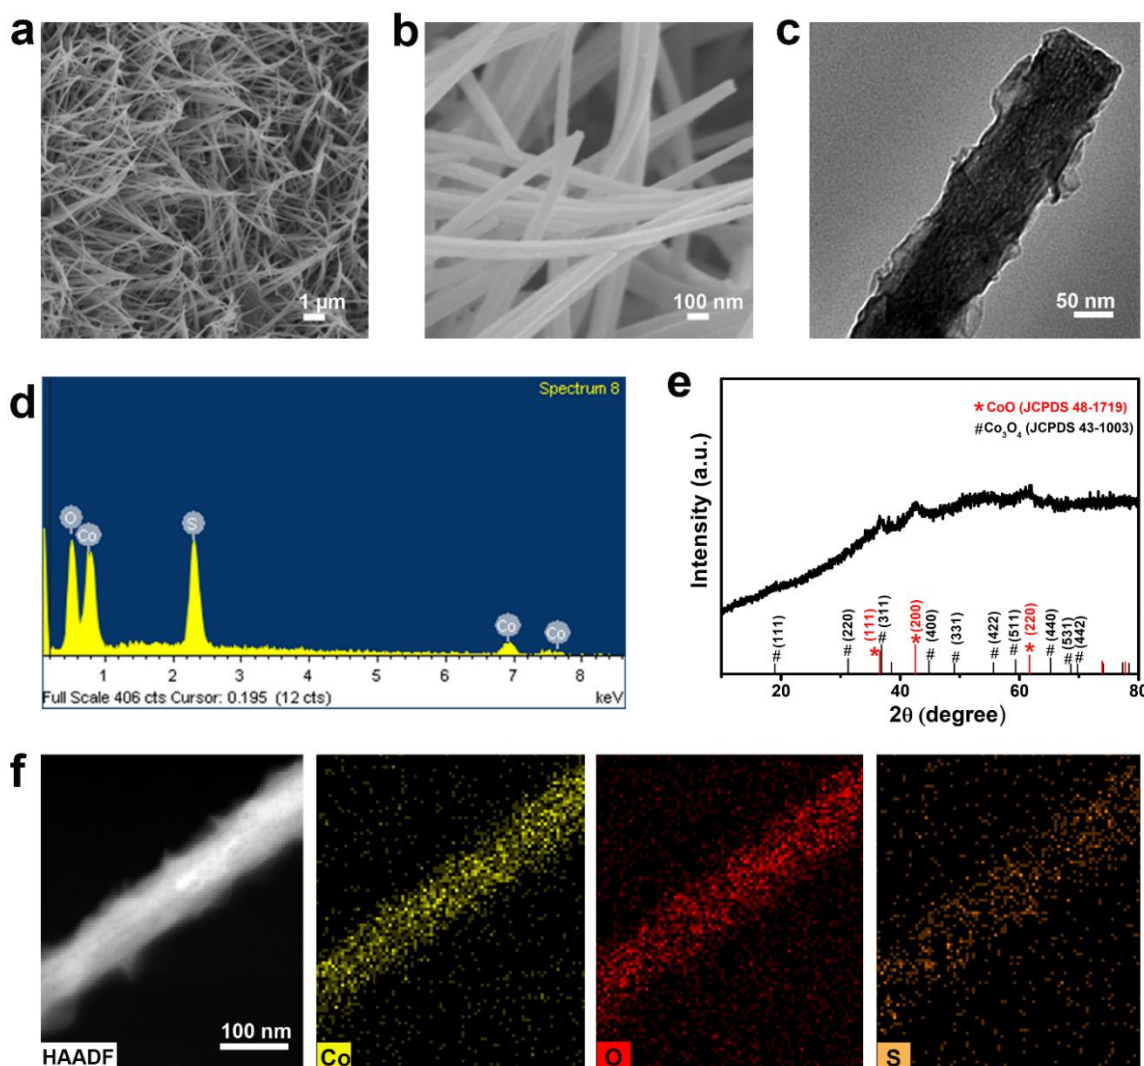 a
b
c
1 µm
100 nm
50 nm
d
Spectrum 8
O
Co
S
Co
Co
1 2 3 4 5 6 7 8
Full Scale 406 cts Cursor: 0.195 (12 cts) keV
e
* CoO (JCPDS 48-1719)
# Co₃O₄ (JCPDS 43-1003)
Intensity (a.u.)
# (111)
# (220)
* (111)
# (311)
* (200)
# (400)
# (331)
# (422)
# (511)
* (220)
# (440)
# (531)
# (442)
20 40 60 80
2θ (degree)
f
HAADF
100 nm
Co
O
S